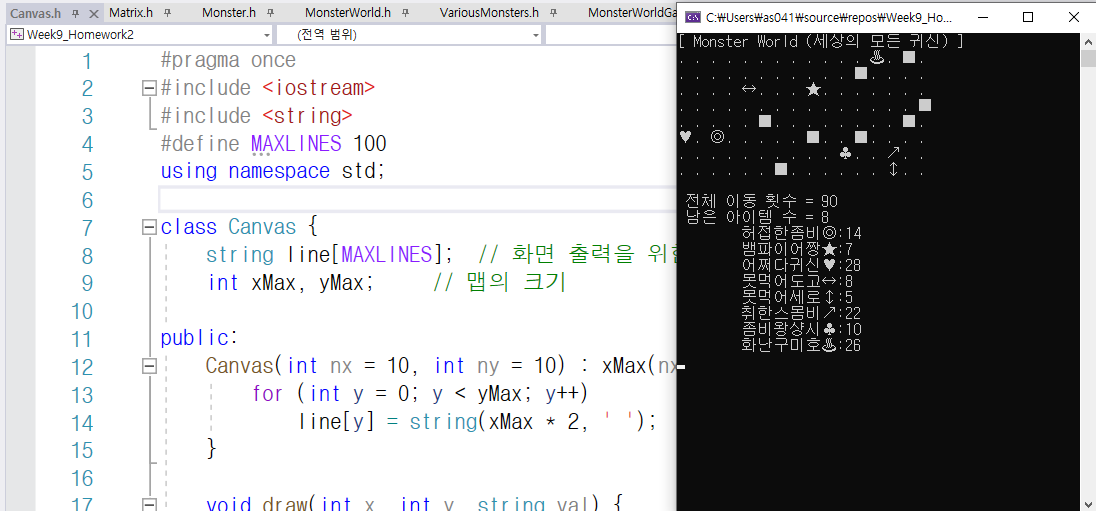 Canvas.h Matrix.h Monster.h MonsterWorld.h VariousMonsters.h MonsterWorldGa
Week9_Homework2 (전역 범위)
1 #pragma once
2 #include <iostream>
3 #include <string>
4 #define MAXLINES 100
5 using namespace std;
6
7 class Canvas {
8 string line[MAXLINES]; // 화면 출력을 위한
9 int xMax, yMax; // 맵의 크기
10
11 public:
12 Canvas(int nx = 10, int ny = 10) : xMax(nx
13 for (int y = 0; y < yMax; y++)
14 line[y] = string(xMax * 2, ' ');
15 }
16
17 void draw(int x, int y, string val) {
C:\Users\as041\source\repos\Week9_Ho...
[ Monster World (세상의 모든 귀신) ]
. . . . . . . . . . . . ♨ . ■ .
. . . . . . . . . . . ■ . . . .
. . . . ↔ . . . ★ . . . . . . .
. . . . . . . . . . . . . . . ■
. . . . . ■ . . . . . . . . ■ .
♥ . ◎ . . . . . ■ . . ■ . . . .
. . . . . . . . . . ♣ . . ↗ . .
. . . . . . ■ . . . . . . ↕ . .
전체 이동 횟수 = 90
남은 아이템 수 = 8
허접한좀비◎:14
뱀파이어짱★:7
어쩌다귀신♥:28
못먹어도고↔:8
못먹어세로↕:5
취한스몸비↗:22
좀비왕샹시♣:10
화난구미호♨:26